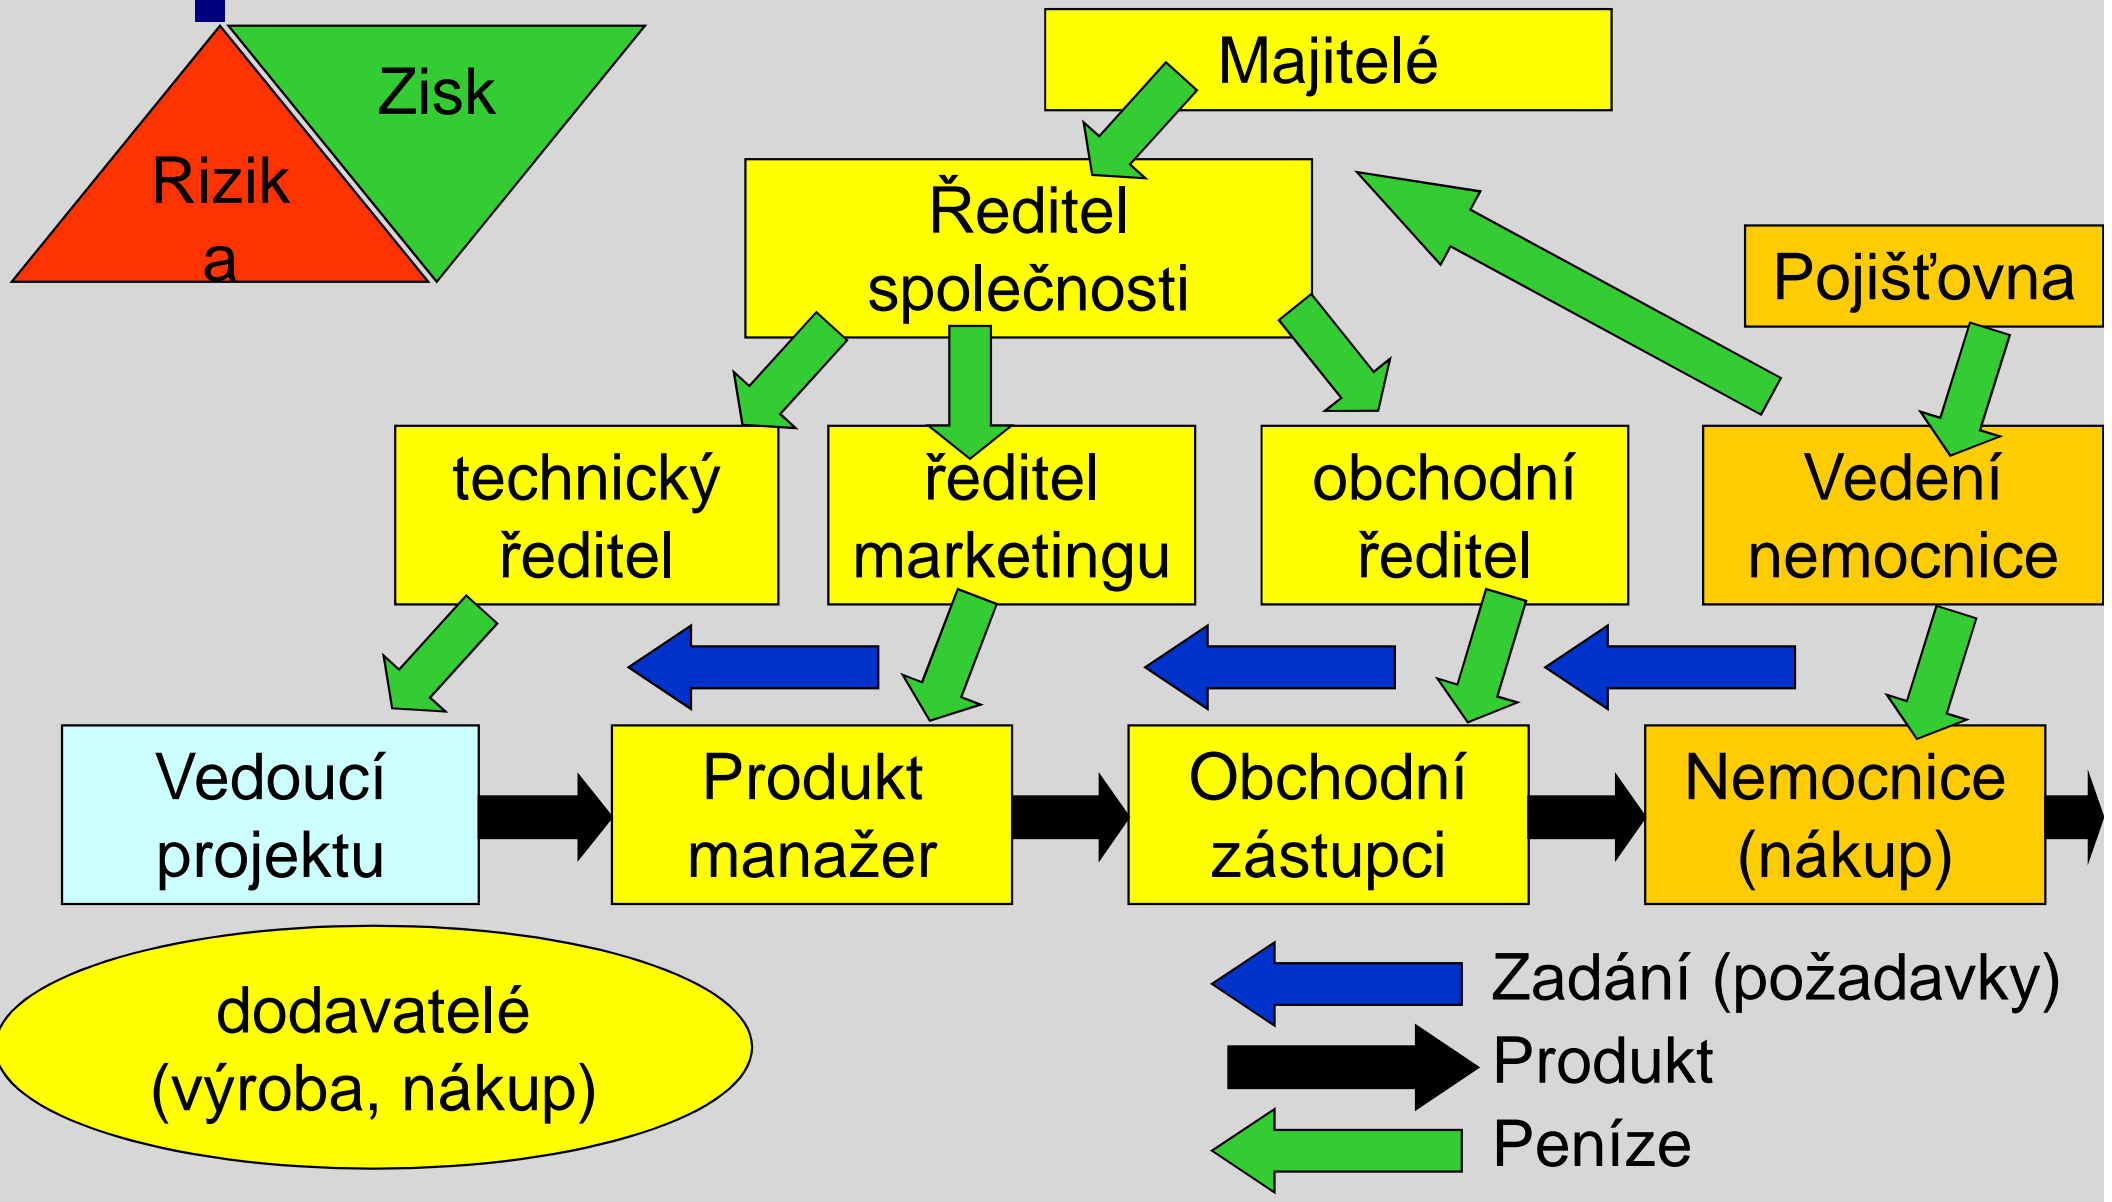 Zisk
Rizik
a
Majitelé
Ředitel
společnosti
Pojišťovna
technický
ředitel
ředitel
marketingu
obchodní
ředitel
Vedení
nemocnice
Vedoucí
projektu
Produkt
manažer
Obchodní
zástupci
Nemocnice
(nákup)
dodavatelé
(výroba, nákup)
Zadání (požadavky)
Produkt
Peníze